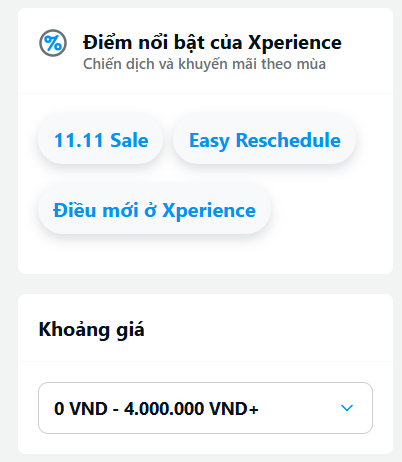 Điểm nổi bật của Xperience
Chiến dịch và khuyến mãi theo mùa
11.11 Sale
Easy Reschedule
Điều mới ở Xperience
Khoảng giá
0 VND - 4.000.000 VND+